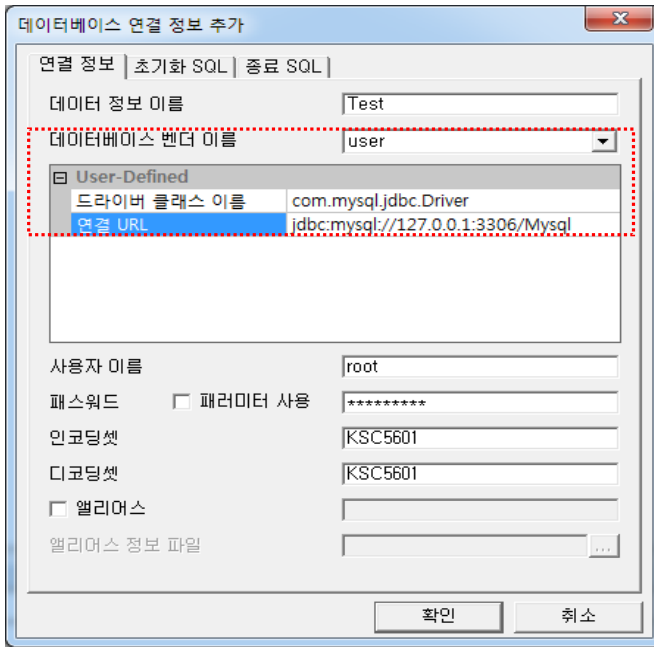 데이터베이스 연결 정보 추가
연결 정보 초기화 SQL 종료 SQL
데이터 정보 이름 Test
데이터베이스 벤더 이름 user
User-Defined
드라이버 클래스 이름 com.mysql.jdbc.Driver
연결 URL jdbc:mysql://127.0.0.1:3306/Mysql
사용자 이름 root
패스워드 패러미터 사용 *********
인코딩셋 KSC5601
디코딩셋 KSC5601
앨리어스
앨리어스 정보 파일 ...
확인 취소